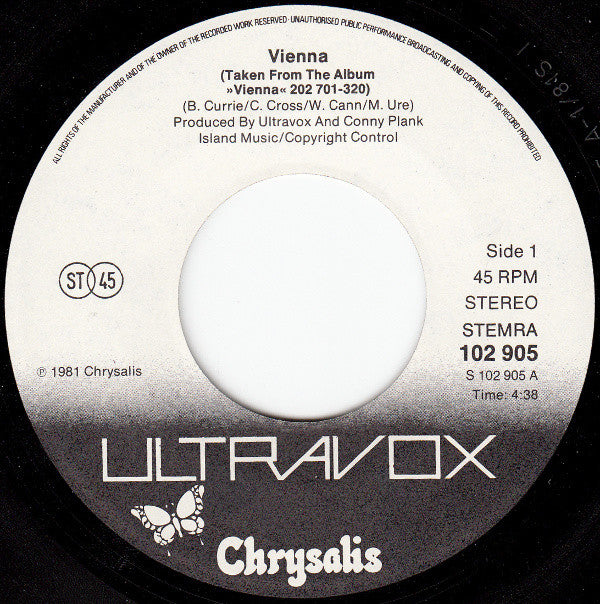 ALL RIGHTS OF THE MANUFACTURER AND OF THE OWNER OF THE RECORDED WORK RESERVED · UNAUTHORISED PUBLIC PERFORMANCE BROADCASTING AND COPYING OF THIS RECORD PROHIBITED
Vienna
(Taken From The Album
»Vienna« 202 701-320)
(B. Currie/C. Cross/W. Cann/M. Ure)
Produced By Ultravox and Conny Plank
Island Music/Copyright Control
ST 45
Side 1
45 RPM
STEREO
STEMRA
102 905
S 102 905 A
Time: 4:38
℗ 1981 Chrysalis
ULTRAVOX
Chrysalis